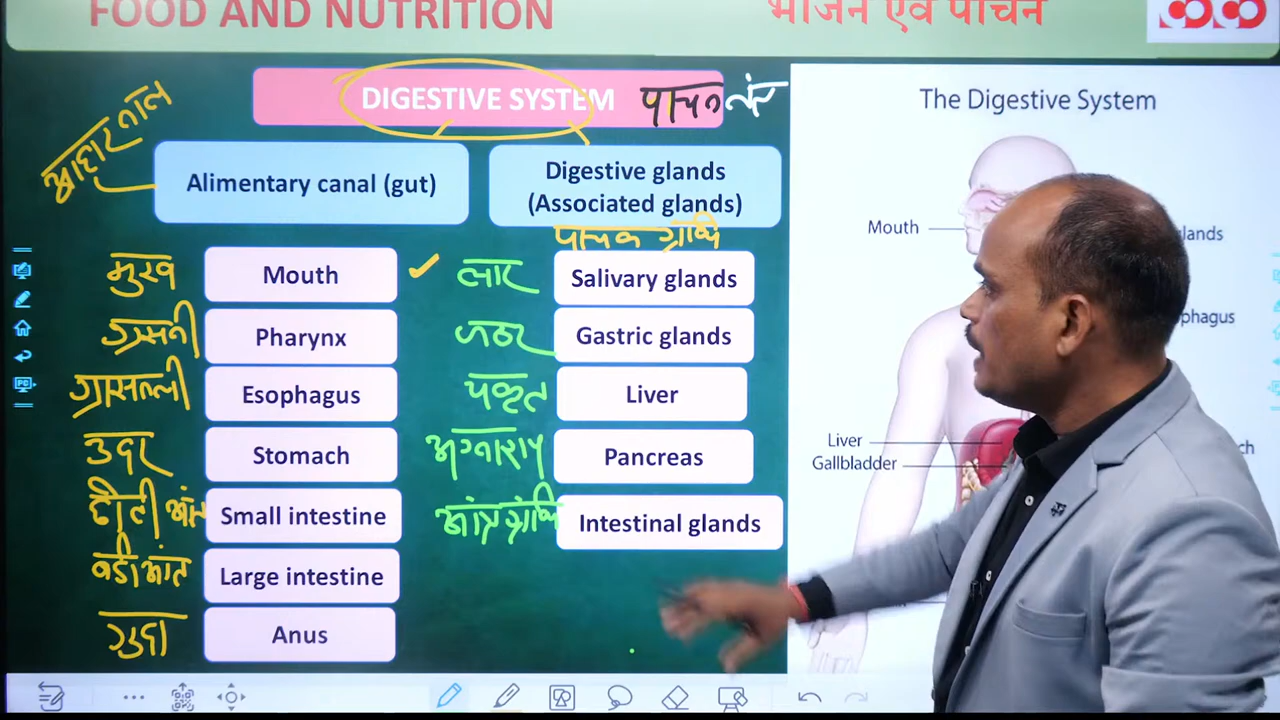 FOOD AND NUTRITION
भोजन एवं पाचन
DIGESTIVE SYSTEM पाचन तंत्र
The Digestive System
आहार नाल
Alimentary canal (gut)
Digestive glands
(Associated glands)
पाचक ग्रंथि
मुख Mouth
ग्रसनी Pharynx
ग्रासनली Esophagus
उदर Stomach
छोटी आंत Small intestine
बडी आंत Large intestine
गुदा Anus
लार Salivary glands
जठर Gastric glands
यकृत Liver
अग्नाशय Pancreas
आंत्र ग्रंथि Intestinal glands
Mouth
Liver
Gallbladder
PC